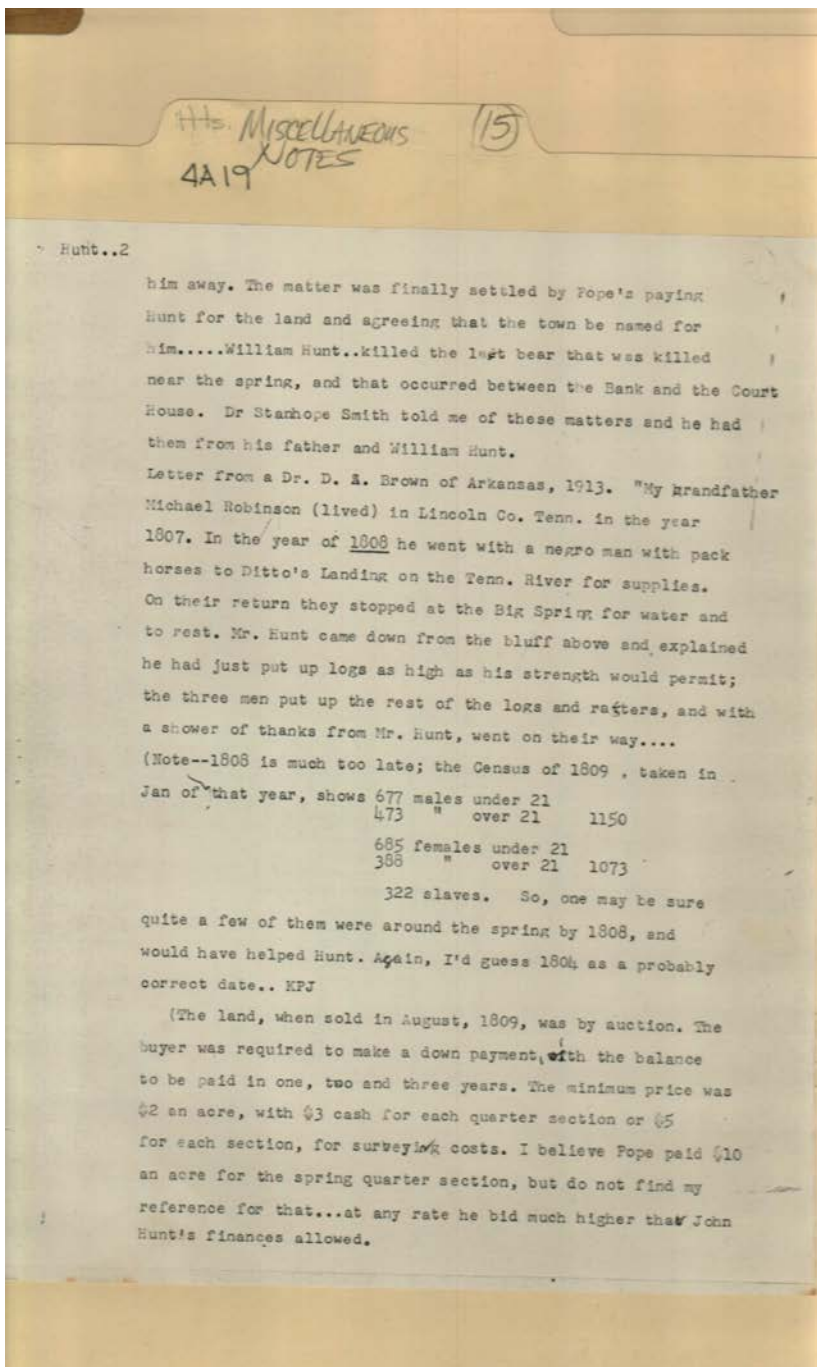 Hts. MISCELLANEOUS (15)
NOTES
4A19
Hunt..2
him away. The matter was finally settled by Pope's paying
Hunt for the land and agreeing that the town be named for
him.....William Hunt..killed the last bear that was killed
near the spring, and that occurred between the Bank and the Court
House. Dr Stanhope Smith told me of these matters and he had
them from his father and William Hunt.
Letter from a Dr. D. A. Brown of Arkansas, 1913. "My grandfather
Michael Robinson (lived) in Lincoln Co. Tenn. in the year
1807. In the year of 1808 he went with a negro man with pack
horses to Ditto's Landing on the Tenn. River for supplies.
On their return they stopped at the Big Spring for water and
to rest. Mr. Hunt came down from the bluff above and explained
he had just put up logs as high as his strength would permit;
the three men put up the rest of the logs and rafters, and with
a shower of thanks from Mr. Hunt, went on their way....
(Note--1808 is much too late; the Census of 1809 , taken in
Jan of that year, shows 677 males under 21
473 " over 21 1150
685 females under 21
388 " over 21 1073
322 slaves. So, one may be sure
quite a few of them were around the spring by 1808, and
would have helped Hunt. Again, I'd guess 1804 as a probably
correct date.. KPJ
(The land, when sold in August, 1809, was by auction. The
buyer was required to make a down payment, with the balance
to be paid in one, two and three years. The minimum price was
$2 an acre, with $3 cash for each quarter section or $5
for each section, for surveying costs. I believe Pope paid $10
an acre for the spring quarter section, but do not find my
reference for that...at any rate he bid much higher that John
Hunt's finances allowed.